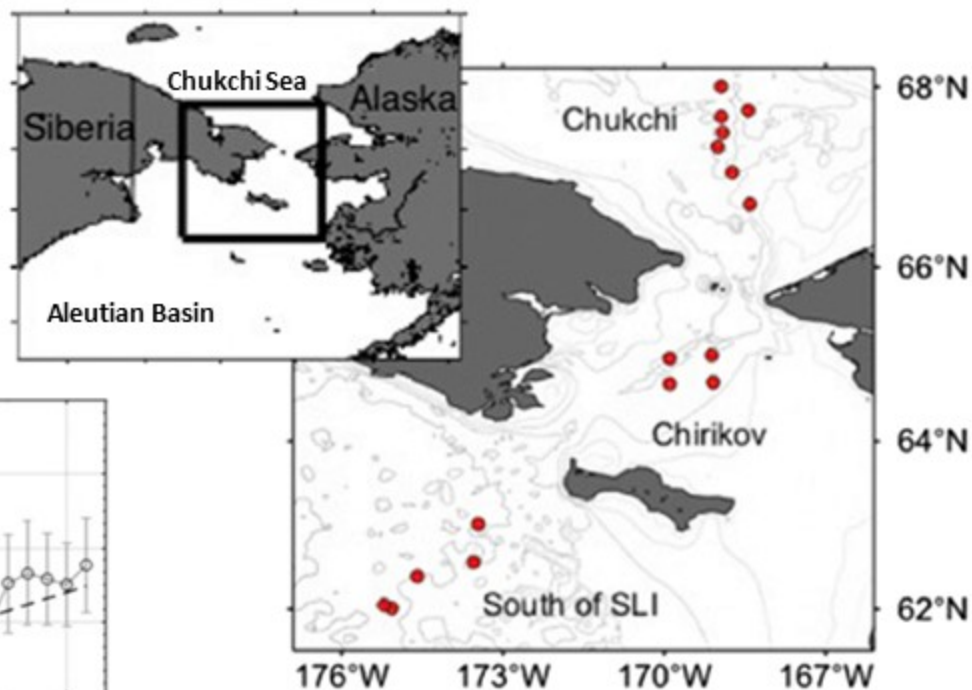 Chukchi Sea
Siberia
Alaska
Aleutian Basin
Chukchi
68°N
66°N
Chirikov
64°N
South of SLI
62°N
176°W
173°W
170°W
167°W